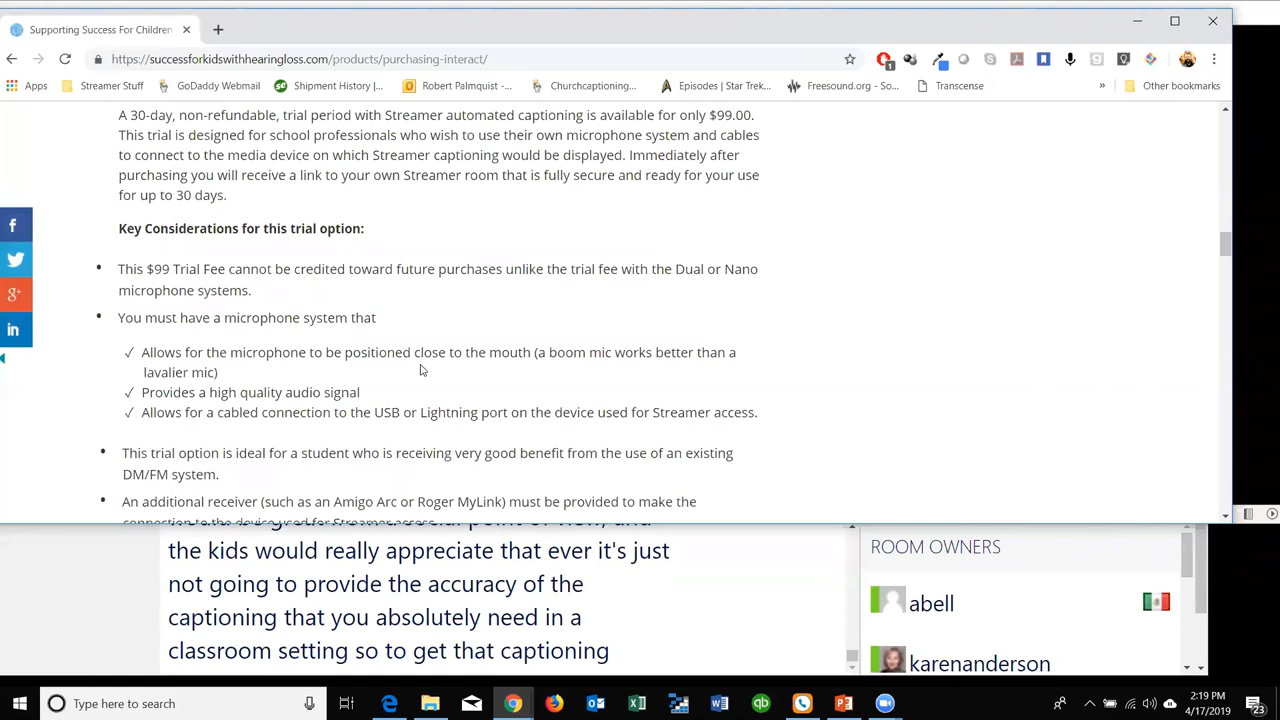 Supporting Success For Children
https://successforkidswithhearingloss.com/products/purchasing-interact/
Apps
Streamer Stuff
GoDaddy Webmail
Shipment History |...
Robert Palmquist -...
Churchcaptioning...
Episodes | Star Trek...
Freesound.org - So...
Transcense
»
Other bookmarks
A 30-day, non-refundable, trial period with Streamer automated captioning is available for only $99.00.
This trial is designed for school professionals who wish to use their own microphone system and cables
to connect to the media device on which Streamer captioning would be displayed. Immediately after
purchasing you will receive a link to your own Streamer room that is fully secure and ready for your use
for up to 30 days.
Key Considerations for this trial option:
• This $99 Trial Fee cannot be credited toward future purchases unlike the trial fee with the Dual or Nano
microphone systems.
• You must have a microphone system that
✓ Allows for the microphone to be positioned close to the mouth (a boom mic works better than a
lavalier mic)
✓ Provides a high quality audio signal
✓ Allows for a cabled connection to the USB or Lightning port on the device used for Streamer access.
• This trial option is ideal for a student who is receiving very good benefit from the use of an existing
DM/FM system.
• An additional receiver (such as an Amigo Arc or Roger MyLink) must be provided to make the
connection to the device used for Streamer access.
point of view, and
the kids would really appreciate that ever it's just
not going to provide the accuracy of the
captioning that you absolutely need in a
classroom setting so to get that captioning
ROOM OWNERS
abell
karenanderson
Type here to search
2:19 PM
4/17/2019
23